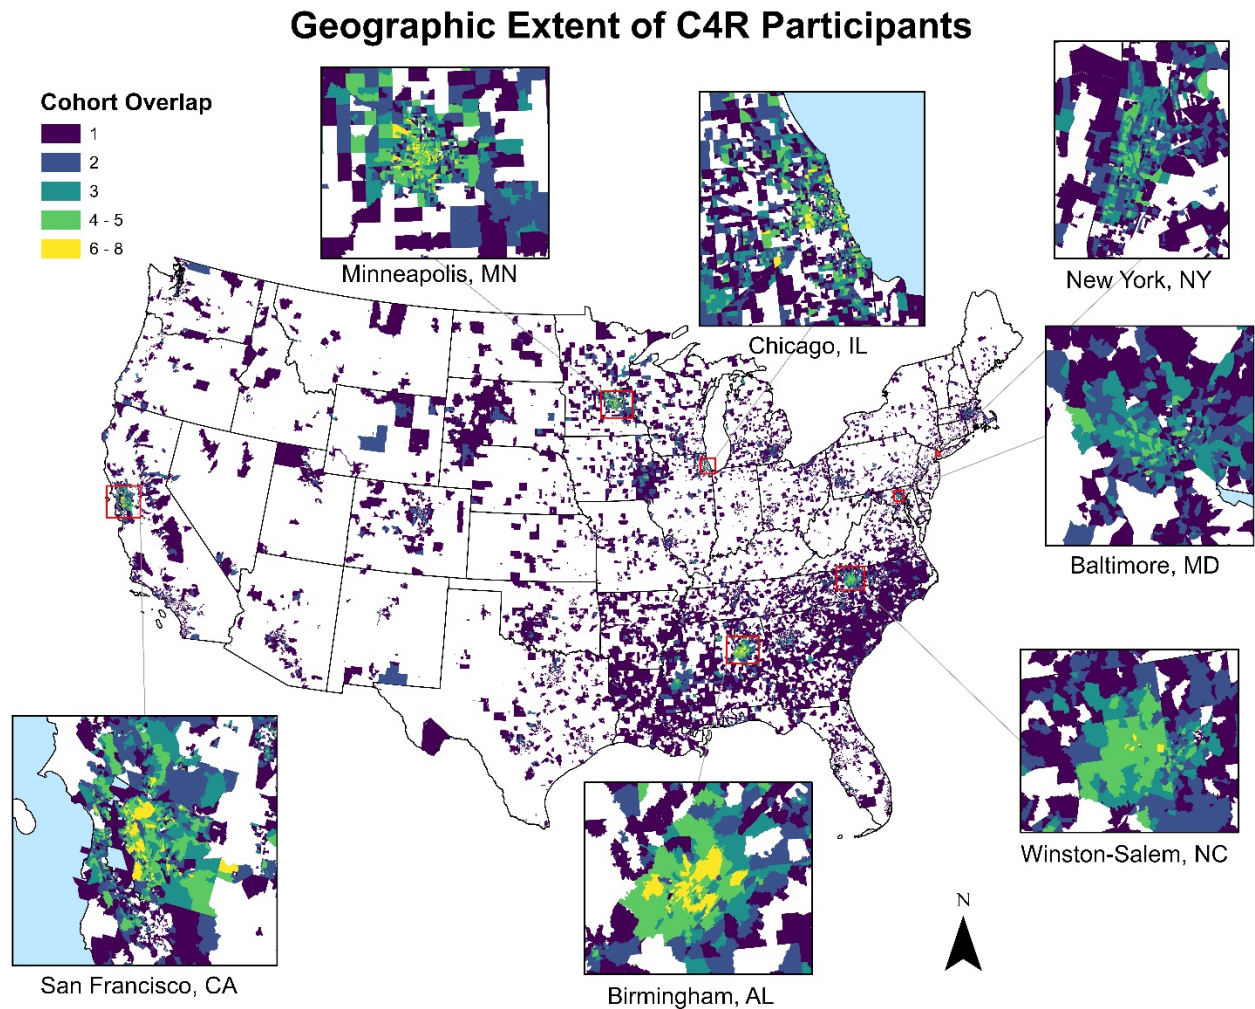 Geographic Extent of C4R Participants
Cohort Overlap
1
2
3
4 - 5
6 - 8
Minneapolis, MN
Chicago, IL
New York, NY
Baltimore, MD
Winston-Salem, NC
Birmingham, AL
San Francisco, CA
N